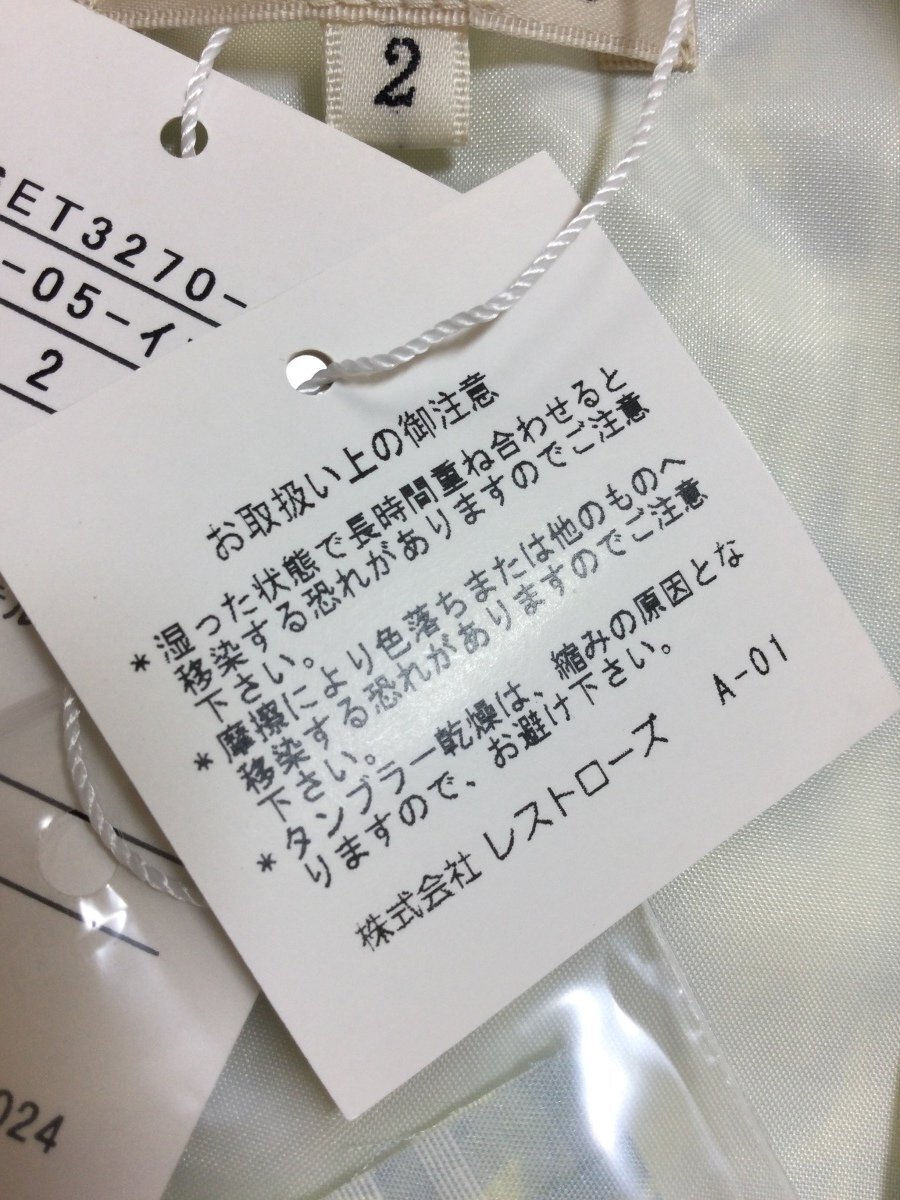 2
SET3270-
-05-イ
2
お取扱い上の御注意
*湿った状態で長時間重ね合わせると
移染する恐れがありますのでご注意
下さい。
*摩擦により色落ちまたは他のものへ
移染する恐れがありますのでご注意
下さい。
*タンブラー乾燥は、縮みの原因とな
りますので、お避け下さい。
A-01
株式会社レストローズ
024